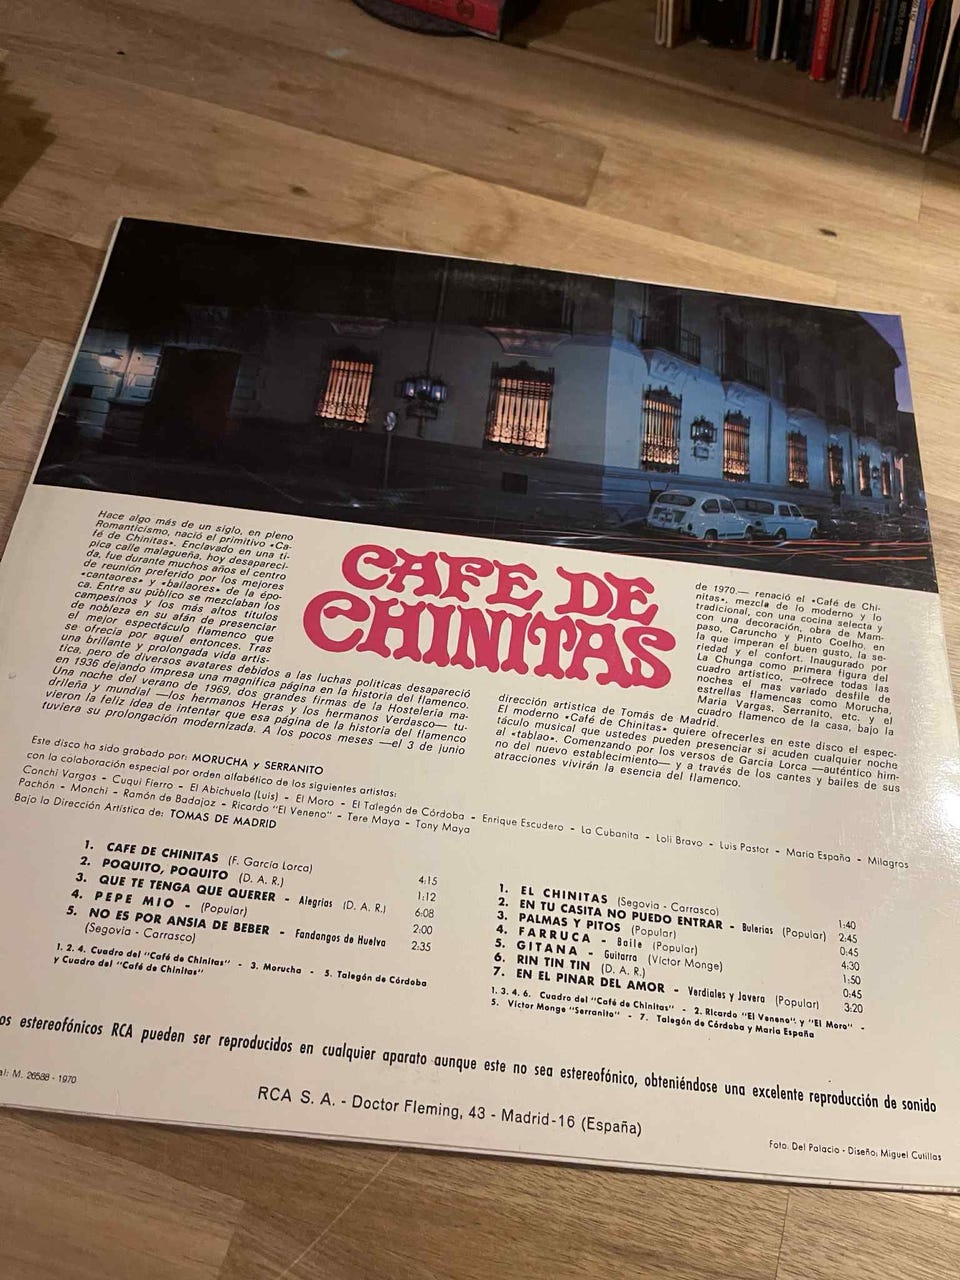 Hace algo más de un siglo, en pleno
Romanticismo, nació el primitivo «Ca-
fé de Chinitas». Enclavado en una tí-
pica calle malagueña, hoy desapareci-
da, fue durante muchos años el centro
de reunión preferido por los mejores
«cantaores» y «bailaores» de la épo-
ca. Entre su público se mezclaban los
campesinos y los más altos títulos
de nobleza en su afán de presenciar
el mejor espectáculo flamenco que
se ofrecía por aquel entonces. Tras
una brillante y prolongada vida artís-
tica, pero de diversos avatares debidos a las luchas políticas desapareció
en 1936 dejando impresa una magnífica página en la historia del flamenco.
Una noche del verano de 1969, dos grandes firmas de la Hostelería ma-
drileña y mundial —los hermanos Heras y los hermanos Verdasco— tu-
vieron la feliz idea de intentar que esa página de la historia del flamenco
tuviera su prolongación modernizada. A los pocos meses —el 3 de junio
CAFE DE
CHINITAS
de 1970.— renació el «Café de Chi-
nitas», mezcla de lo moderno y lo
tradicional, con una cocina selecta y
con una decoración, obra de Mam-
paso, Caruncho y Pinto Coelho, en
la que imperan el buen gusto, la se-
riedad y el confort. Inaugurado por
La Chunga como primera figura del
cuadro artístico, —ofrece todas las
noches el mas variado desfile de
estrellas flamencas como Morucha,
Maria Vargas, Serranito, etc. y el
cuadro flamenco de la casa, bajo la
dirección artística de Tomás de Madrid.
El moderno «Café de Chinitas» quiere ofrecerles en este disco el espec-
táculo musical que ustedes pueden presenciar si acuden cualquier noche
al «tablao». Comenzando por los versos de García Lorca —auténtico him-
no del nuevo establecimiento— y a través de los cantes y bailes de sus
atracciones vivirán la esencia del flamenco.
Este disco ha sido grabado por: MORUCHA y SERRANITO
con la colaboración especial por orden alfabético de los siguientes artistas:
Conchi Vargas - Cuqui Fierro - El Abichuela (Luis) - El Moro - El Talegón de Córdoba - Enrique Escudero - La Cubanita - Loli Bravo - Luis Pastor - Maria España - Milagros
Pachón - Monchi - Ramón de Badajoz - Ricardo "El Veneno" - Tere Maya - Tony Maya
Bajo la Dirección Artística de: TOMAS DE MADRID
1. CAFE DE CHINITAS (F. García Lorca) 4:15
2. POQUITO, POQUITO (D. A. R.) 1:12
3. QUE TE TENGA QUE QUERER - Alegrías (D. A. R.) 6:08
4. PEPE MIO - (Popular) 2:00
5. NO ES POR ANSIA DE BEBER - Fandangos de Huelva 2:35
(Segovia - Carrasco)
1. 2. 4. Cuadro del "Café de Chinitas" - 3. Morucha - 5. Talegón de Córdoba
y Cuadro del "Café de Chinitas"
1. EL CHINITAS (Segovia - Carrasco) 1:40
2. EN TU CASITA NO PUEDO ENTRAR - Bulerías (Popular) 2:45
3. PALMAS Y PITOS (Popular) 0:45
4. FARRUCA - Baile (Popular) 4:30
5. GITANA - Guitarra (Víctor Monge) 1:50
6. RIN TIN TIN (D. A. R.) 0:45
7. EN EL PINAR DEL AMOR - Verdiales y Javera (Popular) 3:20
1. 3. 4. 6. Cuadro del "Café de Chinitas" - 2. Ricardo "El Veneno" y "El Moro" -
5. Víctor Monge "Serranito" - 7. Talegón de Córdoba y Maria España
os estereofónicos RCA pueden ser reproducidos en cualquier aparato aunque este no sea estereofónico, obteniéndose una excelente reproducción de sonido
al: M. 26588 - 1970
RCA S. A. - Doctor Fleming, 43 - Madrid-16 (España)
Foto: Del Palacio - Diseño: Miguel Cutillas